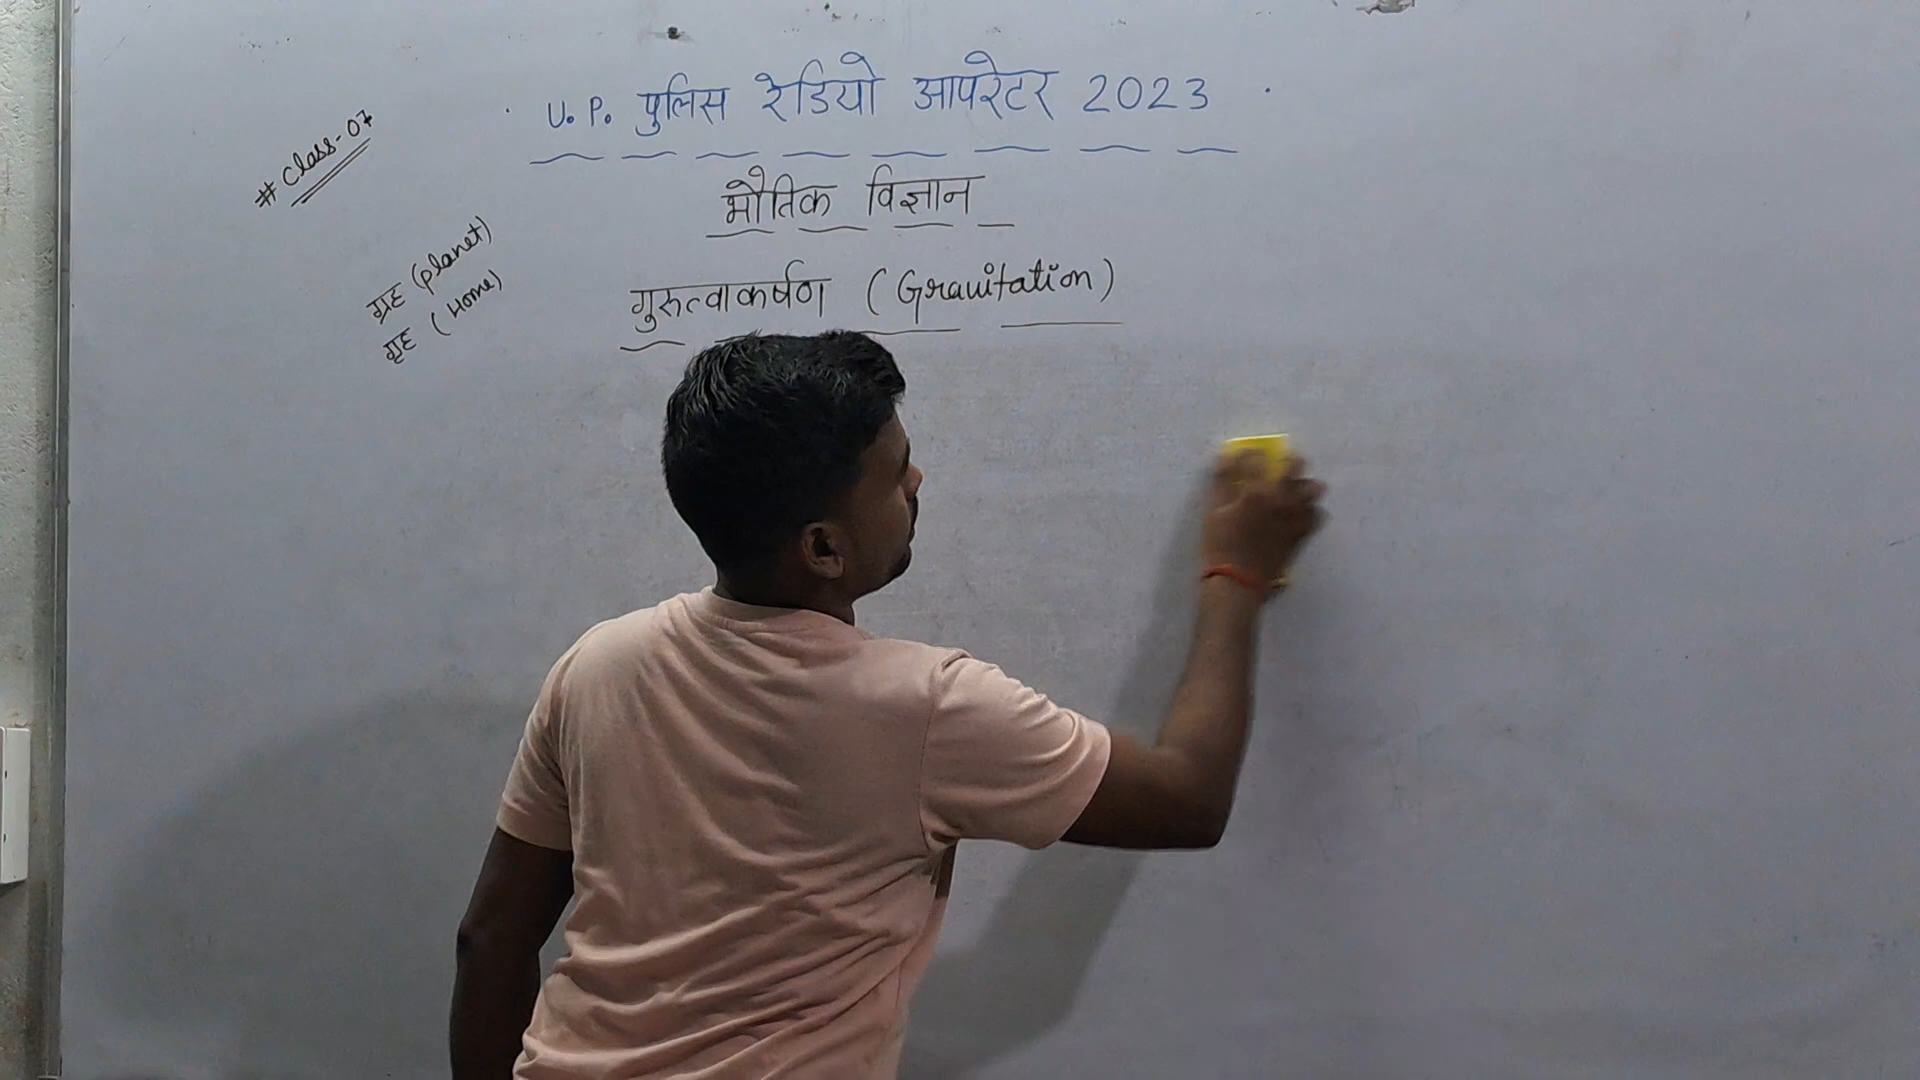 U. P. पुलिस रेडियो आपरेटर 2023
# Class-07
भौतिक विज्ञान
ग्रह (Planet)
गृह (Home)
गुरुत्वाकर्षण (Gravitation)